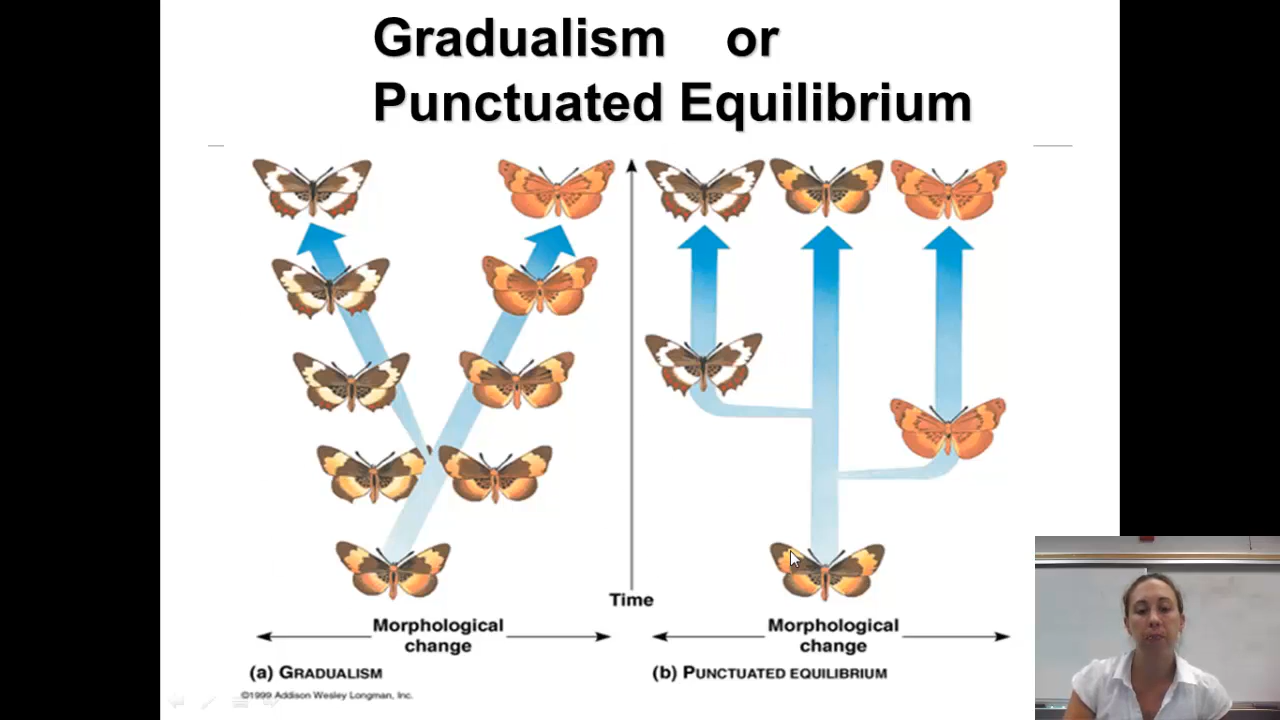 Gradualism or
Punctuated Equilibrium
Time
Morphological
change
(a) GRADUALISM
©1999 Addison Wesley Longman, Inc.
Morphological
change
(b) PUNCTUATED EQUILIBRIUM